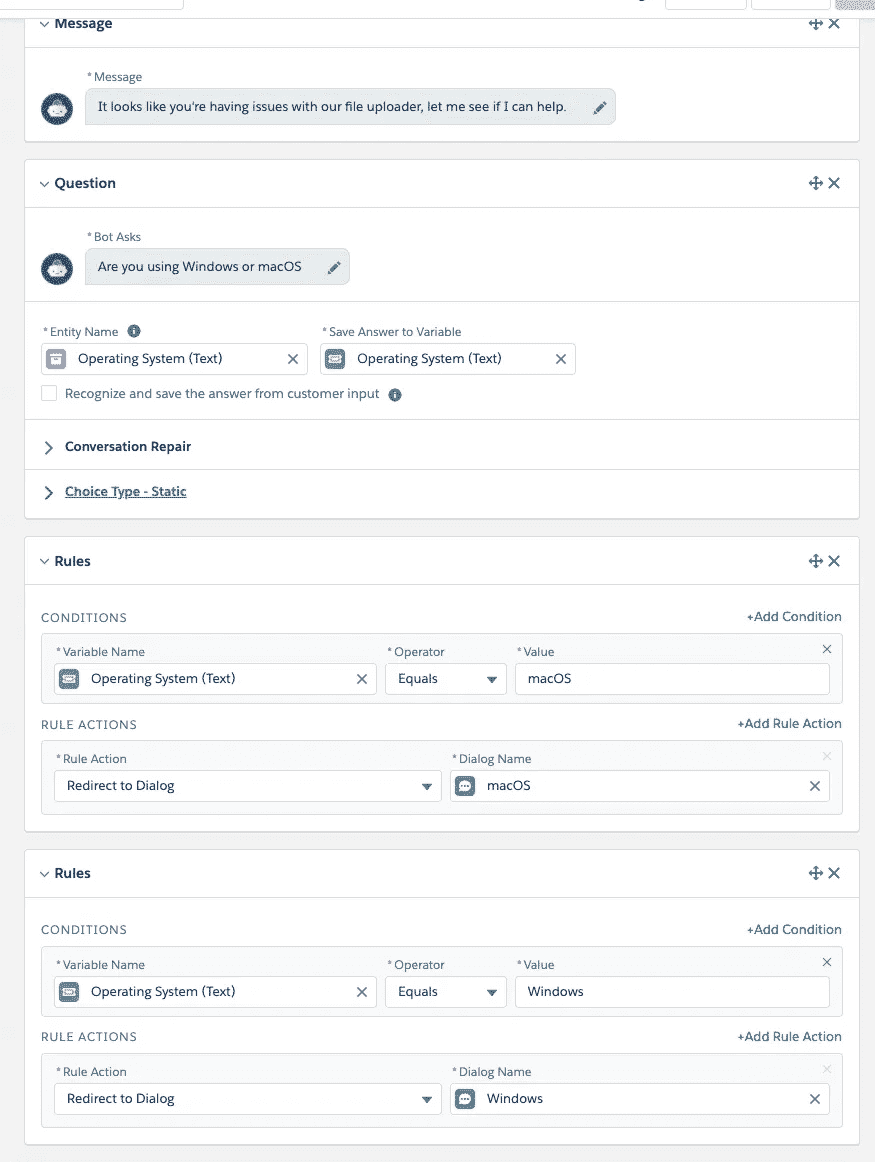 Message
* Message
It looks like you're having issues with our file uploader, let me see if I can help.
Question
* Bot Asks
Are you using Windows or macOS
* Entity Name
* Save Answer to Variable
Operating System (Text)
Operating System (Text)
Recognize and save the answer from customer input
Conversation Repair
Choice Type - Static
Rules
CONDITIONS
+Add Condition
* Variable Name
* Operator
* Value
Operating System (Text)
Equals
macOS
RULE ACTIONS
+Add Rule Action
* Rule Action
* Dialog Name
Redirect to Dialog
macOS
Rules
CONDITIONS
+Add Condition
* Variable Name
* Operator
* Value
Operating System (Text)
Equals
Windows
RULE ACTIONS
+Add Rule Action
* Rule Action
* Dialog Name
Redirect to Dialog
Windows